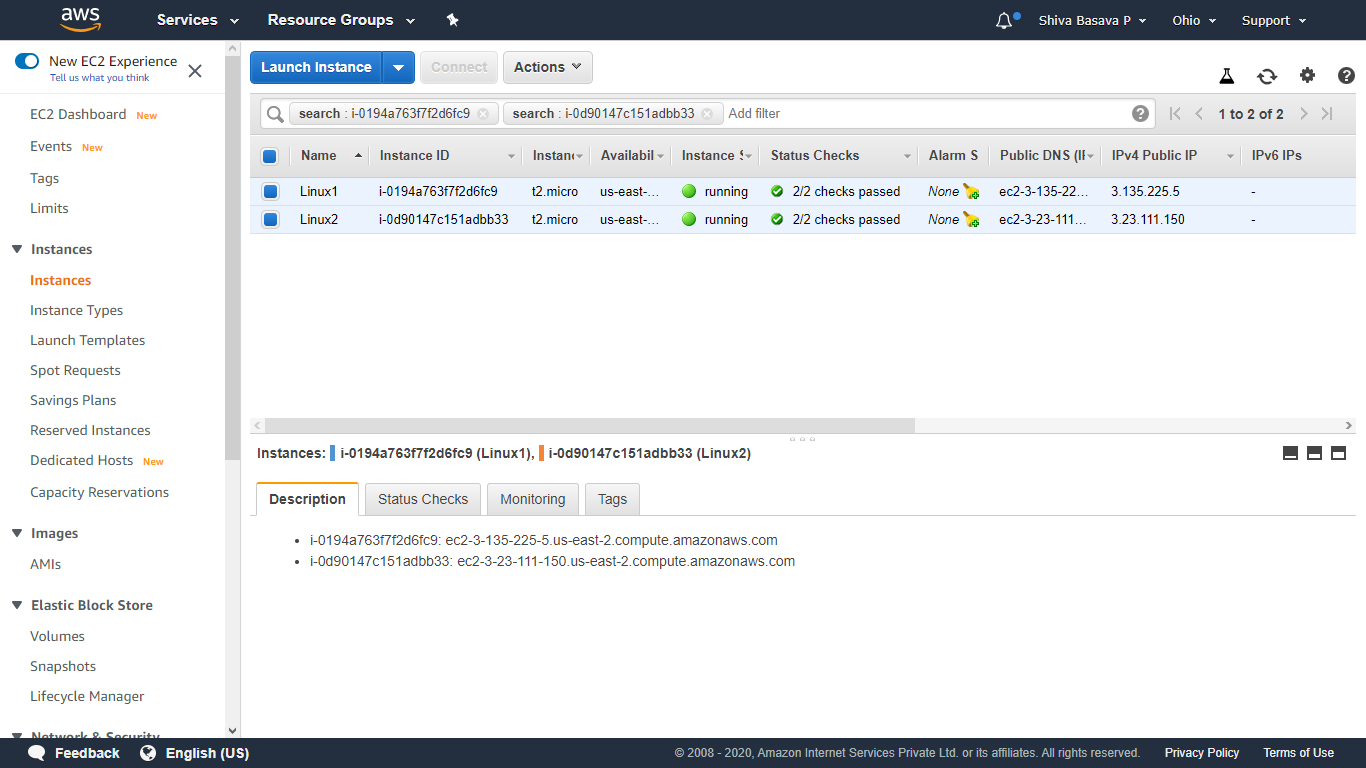 aws Services Resource Groups Shiva Basava P Ohio Support
New EC2 Experience
Tell us what you think
EC2 Dashboard New
Events New
Tags
Limits
Instances
Instances
Instance Types
Launch Templates
Spot Requests
Savings Plans
Reserved Instances
Dedicated Hosts New
Capacity Reservations
Images
AMIs
Elastic Block Store
Volumes
Snapshots
Lifecycle Manager
Network & Security
Launch Instance Connect Actions
search : i-0194a763f7f2d6fc9 search : i-0d90147c151adbb33 Add filter 1 to 2 of 2
Name Instance ID Instanc Availabil Instance S Status Checks Alarm S Public DNS (IP IPv4 Public IP IPv6 IPs
Linux1 i-0194a763f7f2d6fc9 t2.micro us-east-... running 2/2 checks passed None ec2-3-135-22... 3.135.225.5 -
Linux2 i-0d90147c151adbb33 t2.micro us-east-... running 2/2 checks passed None ec2-3-23-111... 3.23.111.150 -
Instances: i-0194a763f7f2d6fc9 (Linux1), i-0d90147c151adbb33 (Linux2)
Description Status Checks Monitoring Tags
i-0194a763f7f2d6fc9: ec2-3-135-225-5.us-east-2.compute.amazonaws.com
i-0d90147c151adbb33: ec2-3-23-111-150.us-east-2.compute.amazonaws.com
Feedback English (US) © 2008 - 2020, Amazon Internet Services Private Ltd. or its affiliates. All rights reserved. Privacy Policy Terms of Use